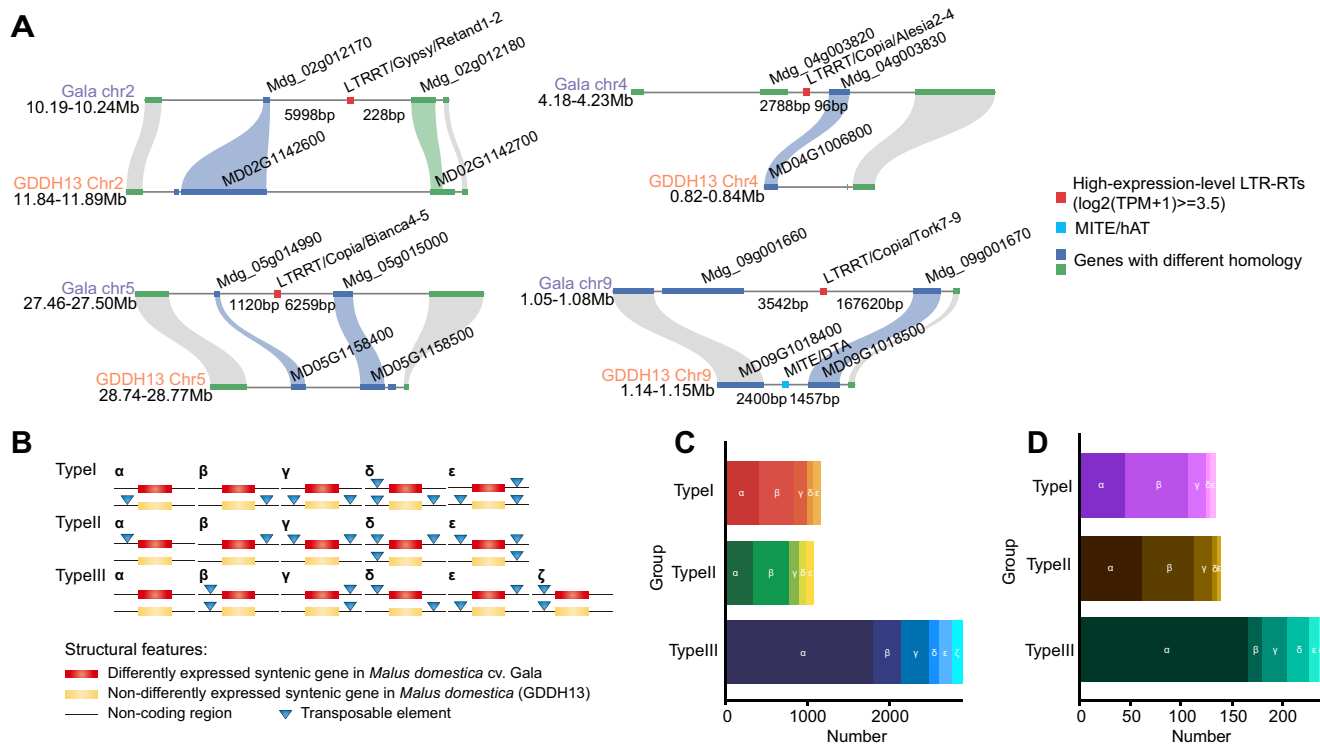 A
Mdg_02g012170
LTRRT/Gypsy/Retand1-2
Mdg_02g012180
Gala chr2
10.19-10.24Mb
5998bp
228bp
MD02G1142600
MD02G1142700
GDDH13 Chr2
11.84-11.89Mb
Mdg_04g003820
LTRRT/Copia/Alesia2-4
Mdg_04g003830
Gala chr4
4.18-4.23Mb
2788bp
96bp
MD04G1006800
GDDH13 Chr4
0.82-0.84Mb
Mdg_05g014990
LTRRT/Copia/Bianca4-5
Mdg_05g015000
Gala chr5
27.46-27.50Mb
1120bp
6259bp
MD05G1158400
MD05G1158500
GDDH13 Chr5
28.74-28.77Mb
Mdg_09g001660
LTRRT/Copia/Tork7-9
Mdg_09g001670
Gala chr9
1.05-1.08Mb
3542bp
167620bp
MD09G1018400
MITE/DTA
MD09G1018500
GDDH13 Chr9
1.14-1.15Mb
2400bp
1457bp
High-expression-level LTR-RTs
(log2(TPM+1)>=3.5)
MITE/hAT
Genes with different homology
B
TypeI α β γ δ ε
TypeII α β γ δ ε
TypeIII α β γ δ ε ζ
Structural features:
Differently expressed syntenic gene in Malus domestica cv. Gala
Non-differently expressed syntenic gene in Malus domestica (GDDH13)
Non-coding region
Transposable element
C
Group
TypeI
α β γ δ ε
TypeII
α β γ δ ε
TypeIII
α β γ δ ε ζ
0 1000 2000
Number
D
Group
TypeI
α β γ δ ε
TypeII
α β γ δ ε
TypeIII
α β γ δ ε
0 50 100 150 200
Number